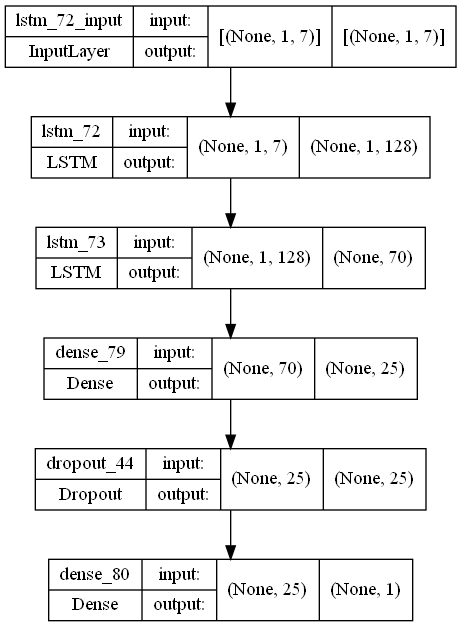 lstm_72_input input: [(None, 1, 7)] [(None, 1, 7)]
InputLayer output:
lstm_72 input: (None, 1, 7) (None, 1, 128)
LSTM output:
lstm_73 input: (None, 1, 128) (None, 70)
LSTM output:
dense_79 input: (None, 70) (None, 25)
Dense output:
dropout_44 input: (None, 25) (None, 25)
Dropout output:
dense_80 input: (None, 25) (None, 1)
Dense output: